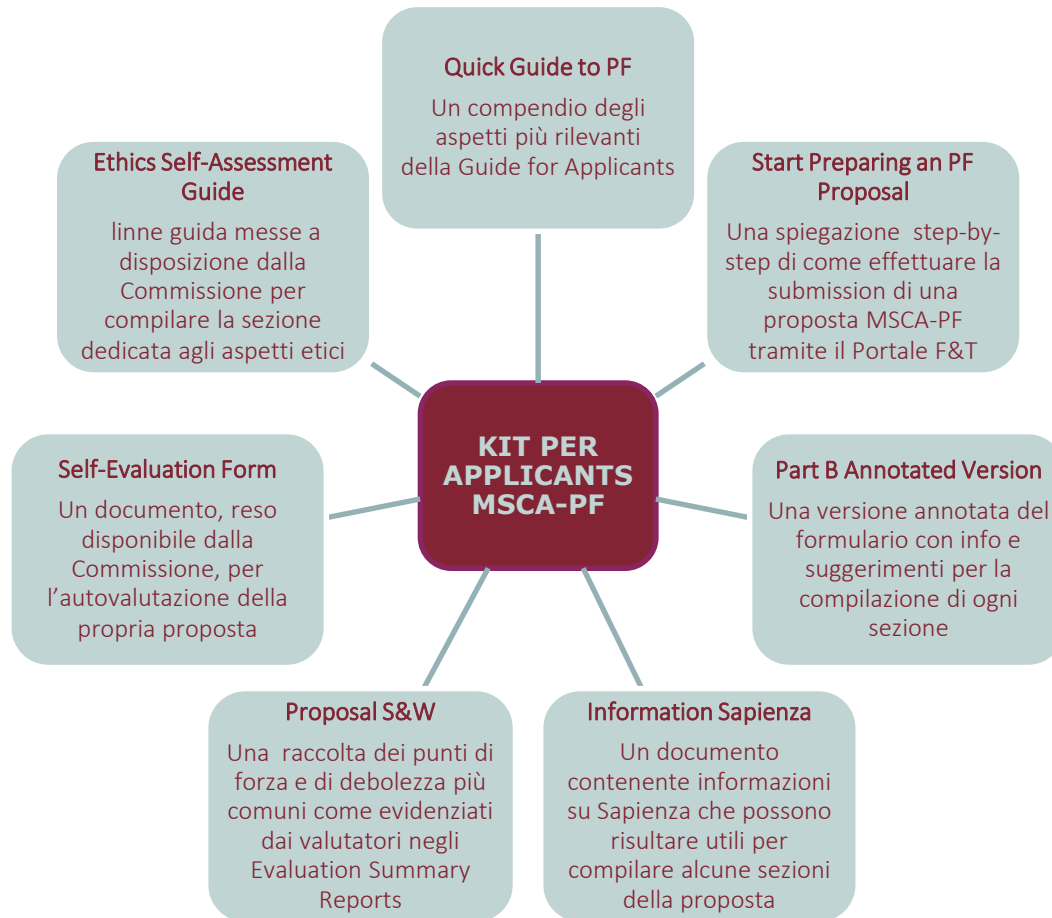 Quick Guide to PF
Un compendio degli
aspetti più rilevanti
della Guide for Applicants
Start Preparing an PF
Proposal
Una spiegazione step-by-
step di come effettuare la
submission di una
proposta MSCA-PF
tramite il Portale F&T
Part B Annotated Version
Una versione annotata del
formulario con info e
suggerimenti per la
compilazione di ogni
sezione
Information Sapienza
Un documento
contenente informazioni
su Sapienza che possono
risultare utili per
compilare alcune sezioni
della proposta
Proposal S&W
Una raccolta dei punti di
forza e di debolezza più
comuni come evidenziati
dai valutatori negli
Evaluation Summary
Reports
Self-Evaluation Form
Un documento, reso
disponibile dalla
Commissione, per
l'autovalutazione della
propria proposta
Ethics Self-Assessment
Guide
linne guida messe a
disposizione dalla
Commissione per
compilare la sezione
dedicata agli aspetti etici
KIT PER
APPLICANTS
MSCA-PF